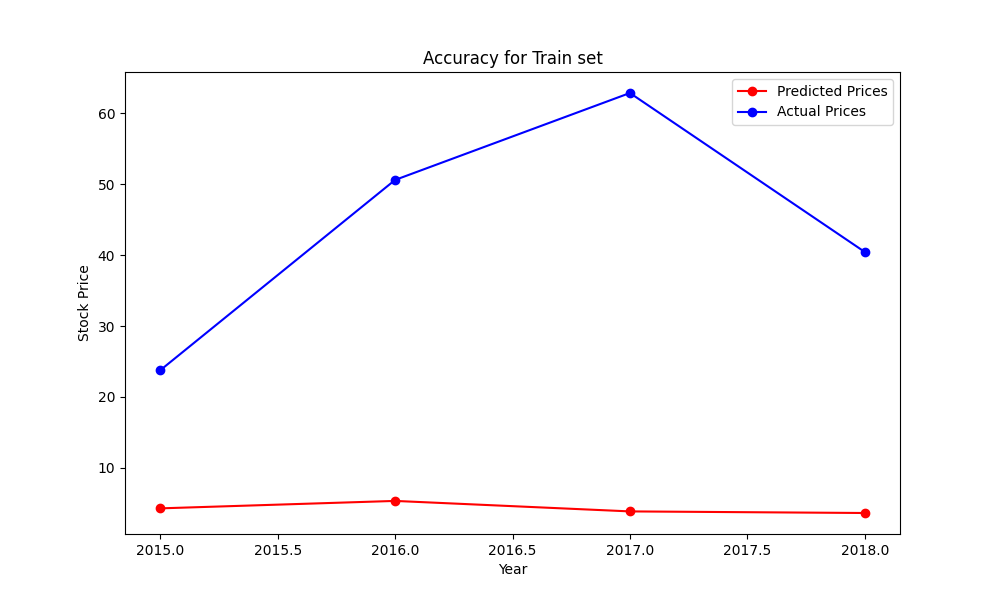 Accuracy for Train set
Predicted Prices
Actual Prices
60
50
40
30
20
10
Stock Price
2015.0 2015.5 2016.0 2016.5 2017.0 2017.5 2018.0
Year